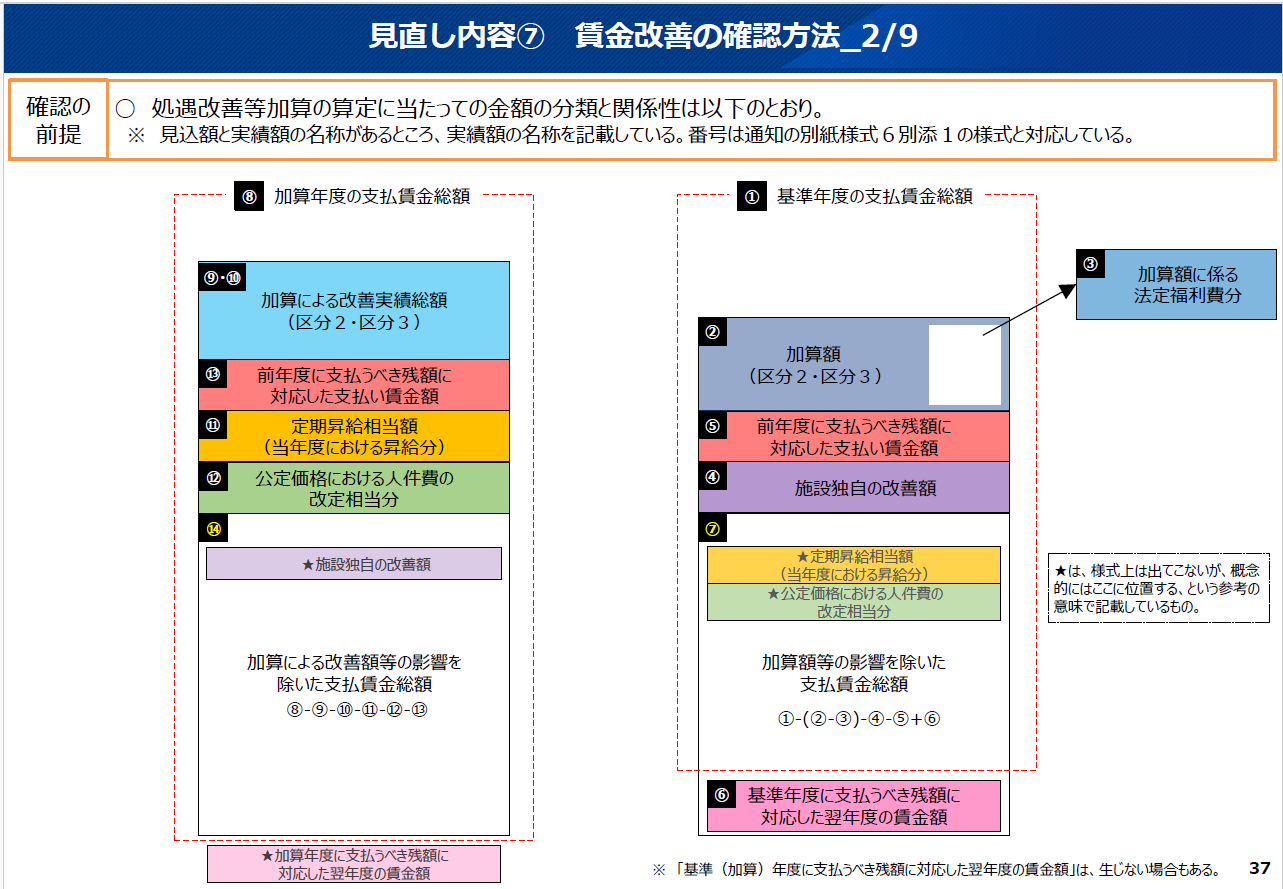 見直し内容⑦　賃金改善の確認方法_2/9
確認の
前提
○　処遇改善等加算の算定に当たっての金額の分類と関係性は以下のとおり。
※　見込額と実績額の名称があるところ、実績額の名称を記載している。番号は通知の別紙様式６別添１の様式と対応している。
⑧ 加算年度の支払賃金総額
⑨・⑩
加算による改善実績総額
（区分２・区分３）
⑬ 前年度に支払うべき残額に
対応した支払い賃金額
⑪ 定期昇給相当額
（当年度における昇給分）
⑫ 公定価格における人件費の
改定相当分
⑭
★施設独自の改善額
加算による改善額等の影響を
除いた支払賃金総額
⑧-⑨-⑩-⑪-⑫-⑬
★加算年度に支払うべき残額に
対応した翌年度の賃金額
① 基準年度の支払賃金総額
②
加算額
（区分２・区分３）
③ 加算額に係る
法定福利費分
⑤ 前年度に支払うべき残額に
対応した支払い賃金額
④ 施設独自の改善額
⑦
★定期昇給相当額
（当年度における昇給分）
★公定価格における人件費の
改定相当分
加算額等の影響を除いた
支払賃金総額
①-(②-③)-④-⑤+⑥
⑥ 基準年度に支払うべき残額に
対応した翌年度の賃金額
★は、様式上は出てこないが、概念
的にはここに位置する、という参考の
意味で記載しているもの。
※　「基準（加算）年度に支払うべき残額に対応した翌年度の賃金額」は、生じない場合もある。
37